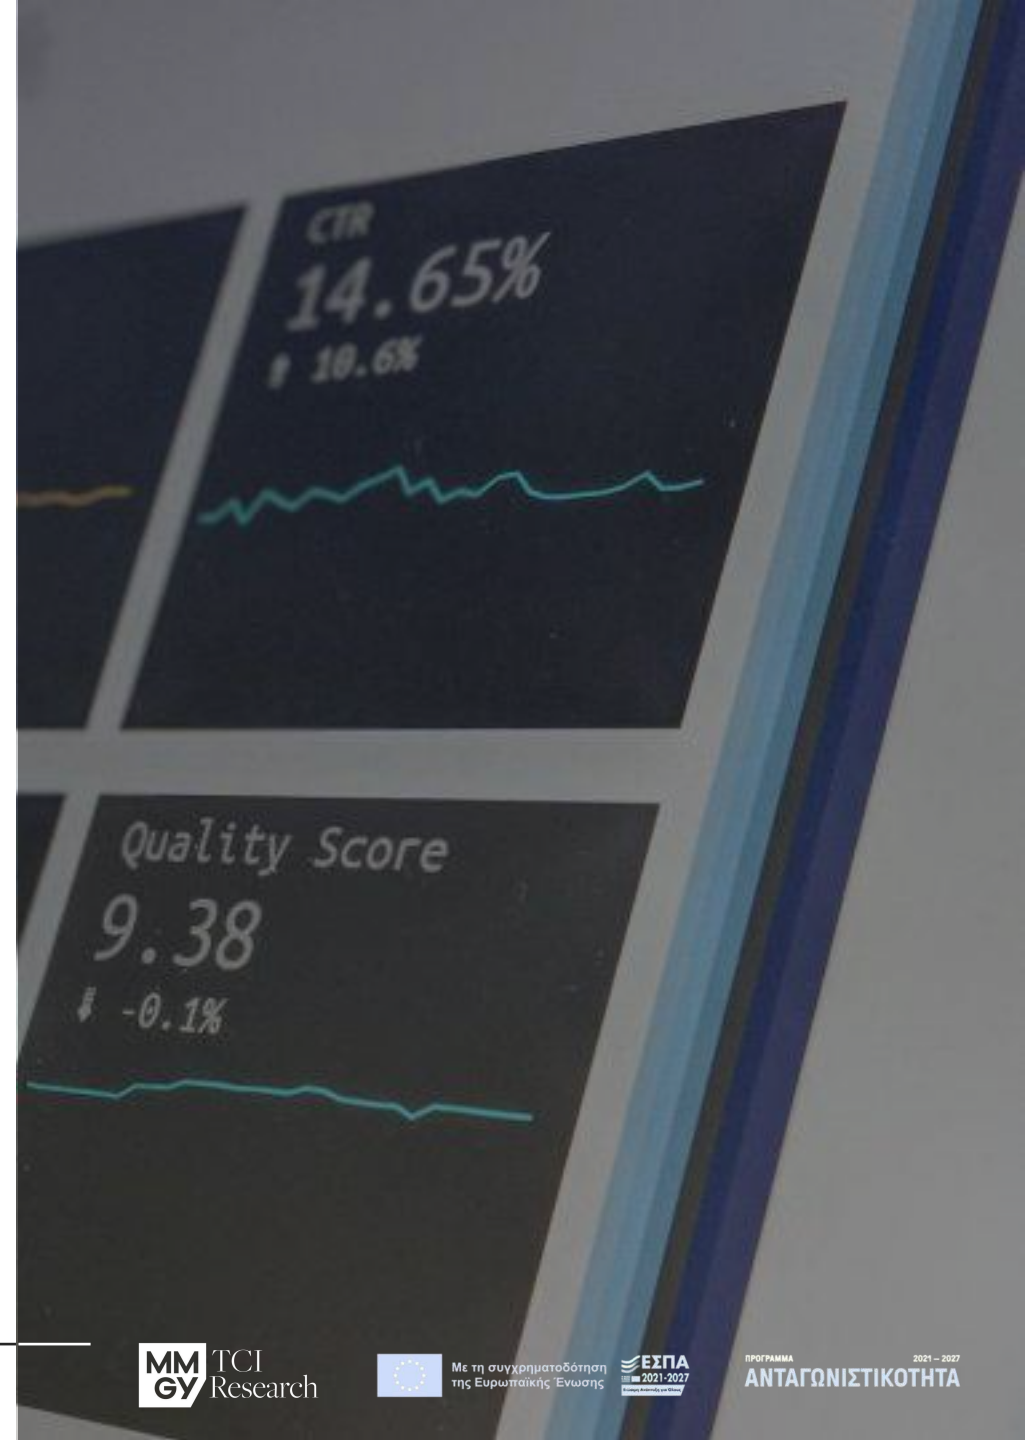 CTR
14.65%
10.6%
Quality Score
9.38
-0.1%
MM
GY
TCI
Research
Με τη συγχρηματοδότηση
της Ευρωπαϊκής Ένωσης
ΕΣΠΑ
2021-2027
ΠΡΟΓΡΑΜΜΑ 2021 – 2027
ΑΝΤΑΓΩΝΙΣΤΙΚΟΤΗΤΑ